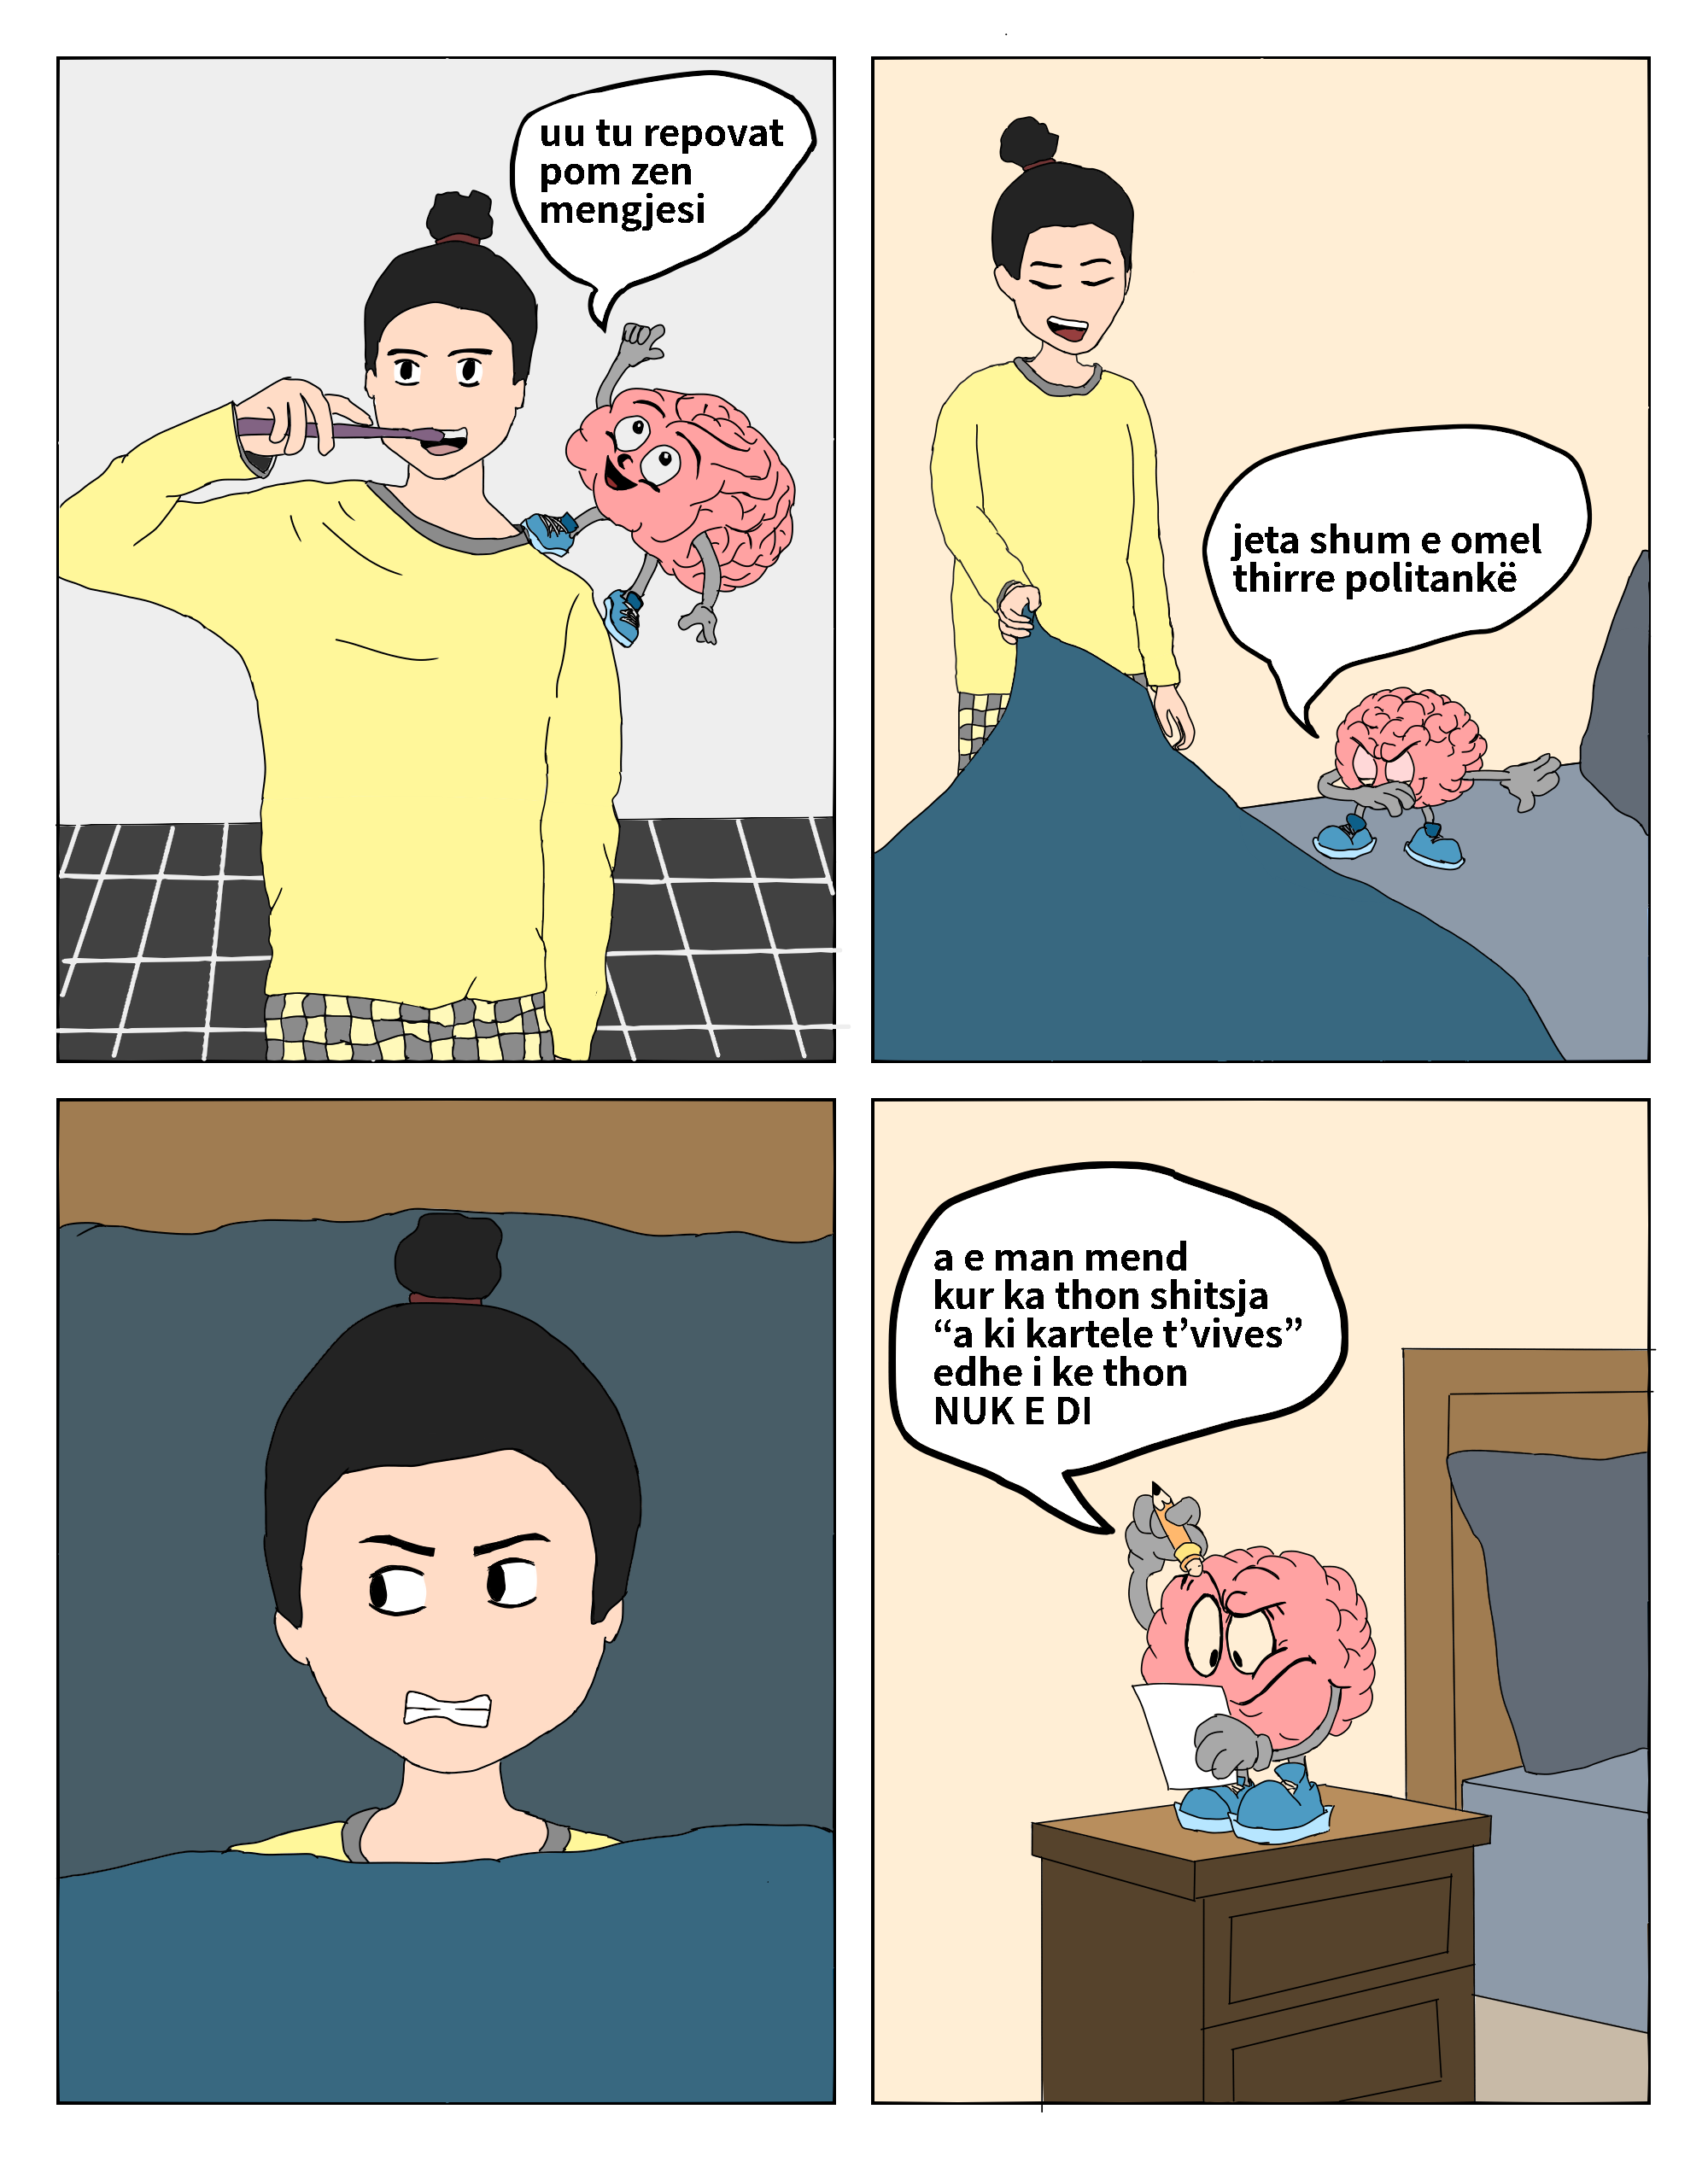 uu tu repovat
pom zen
mengjesi
jeta shum e omel
thirre politankë
a e man mend
kur ka thon shitsja
“a ki kartele t’vives”
edhe i ke thon
NUK E DI